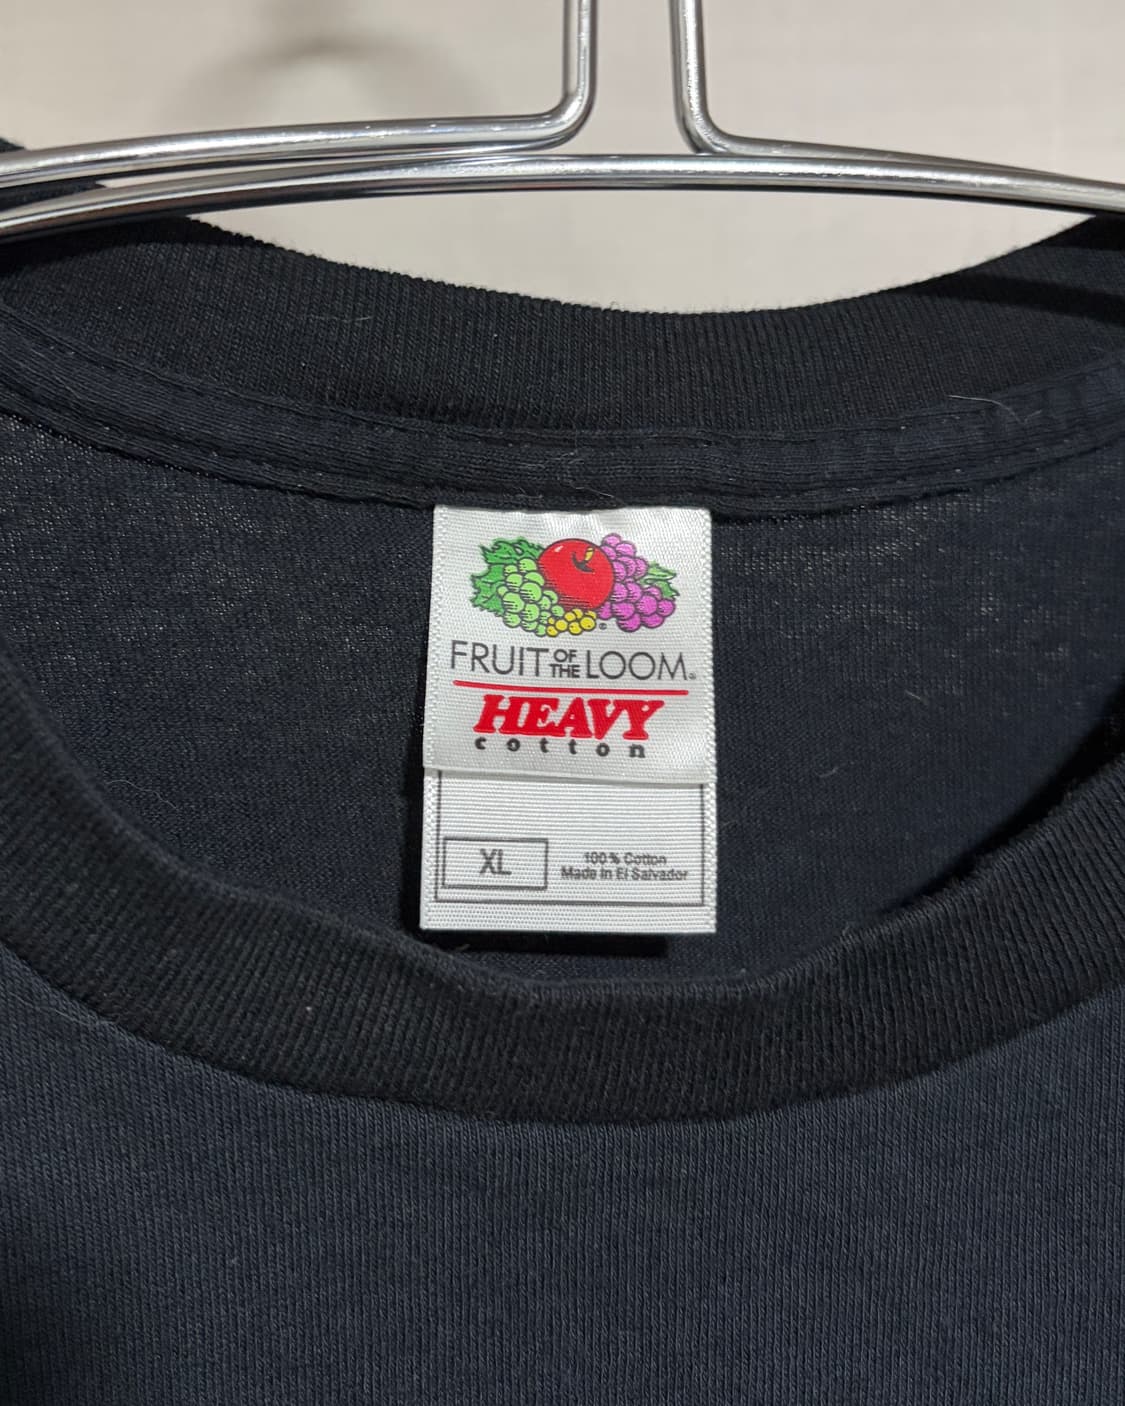 FRUIT OF THE LOOM®
HEAVY
cotton
XL
100% Cotton
Made in El Salvador